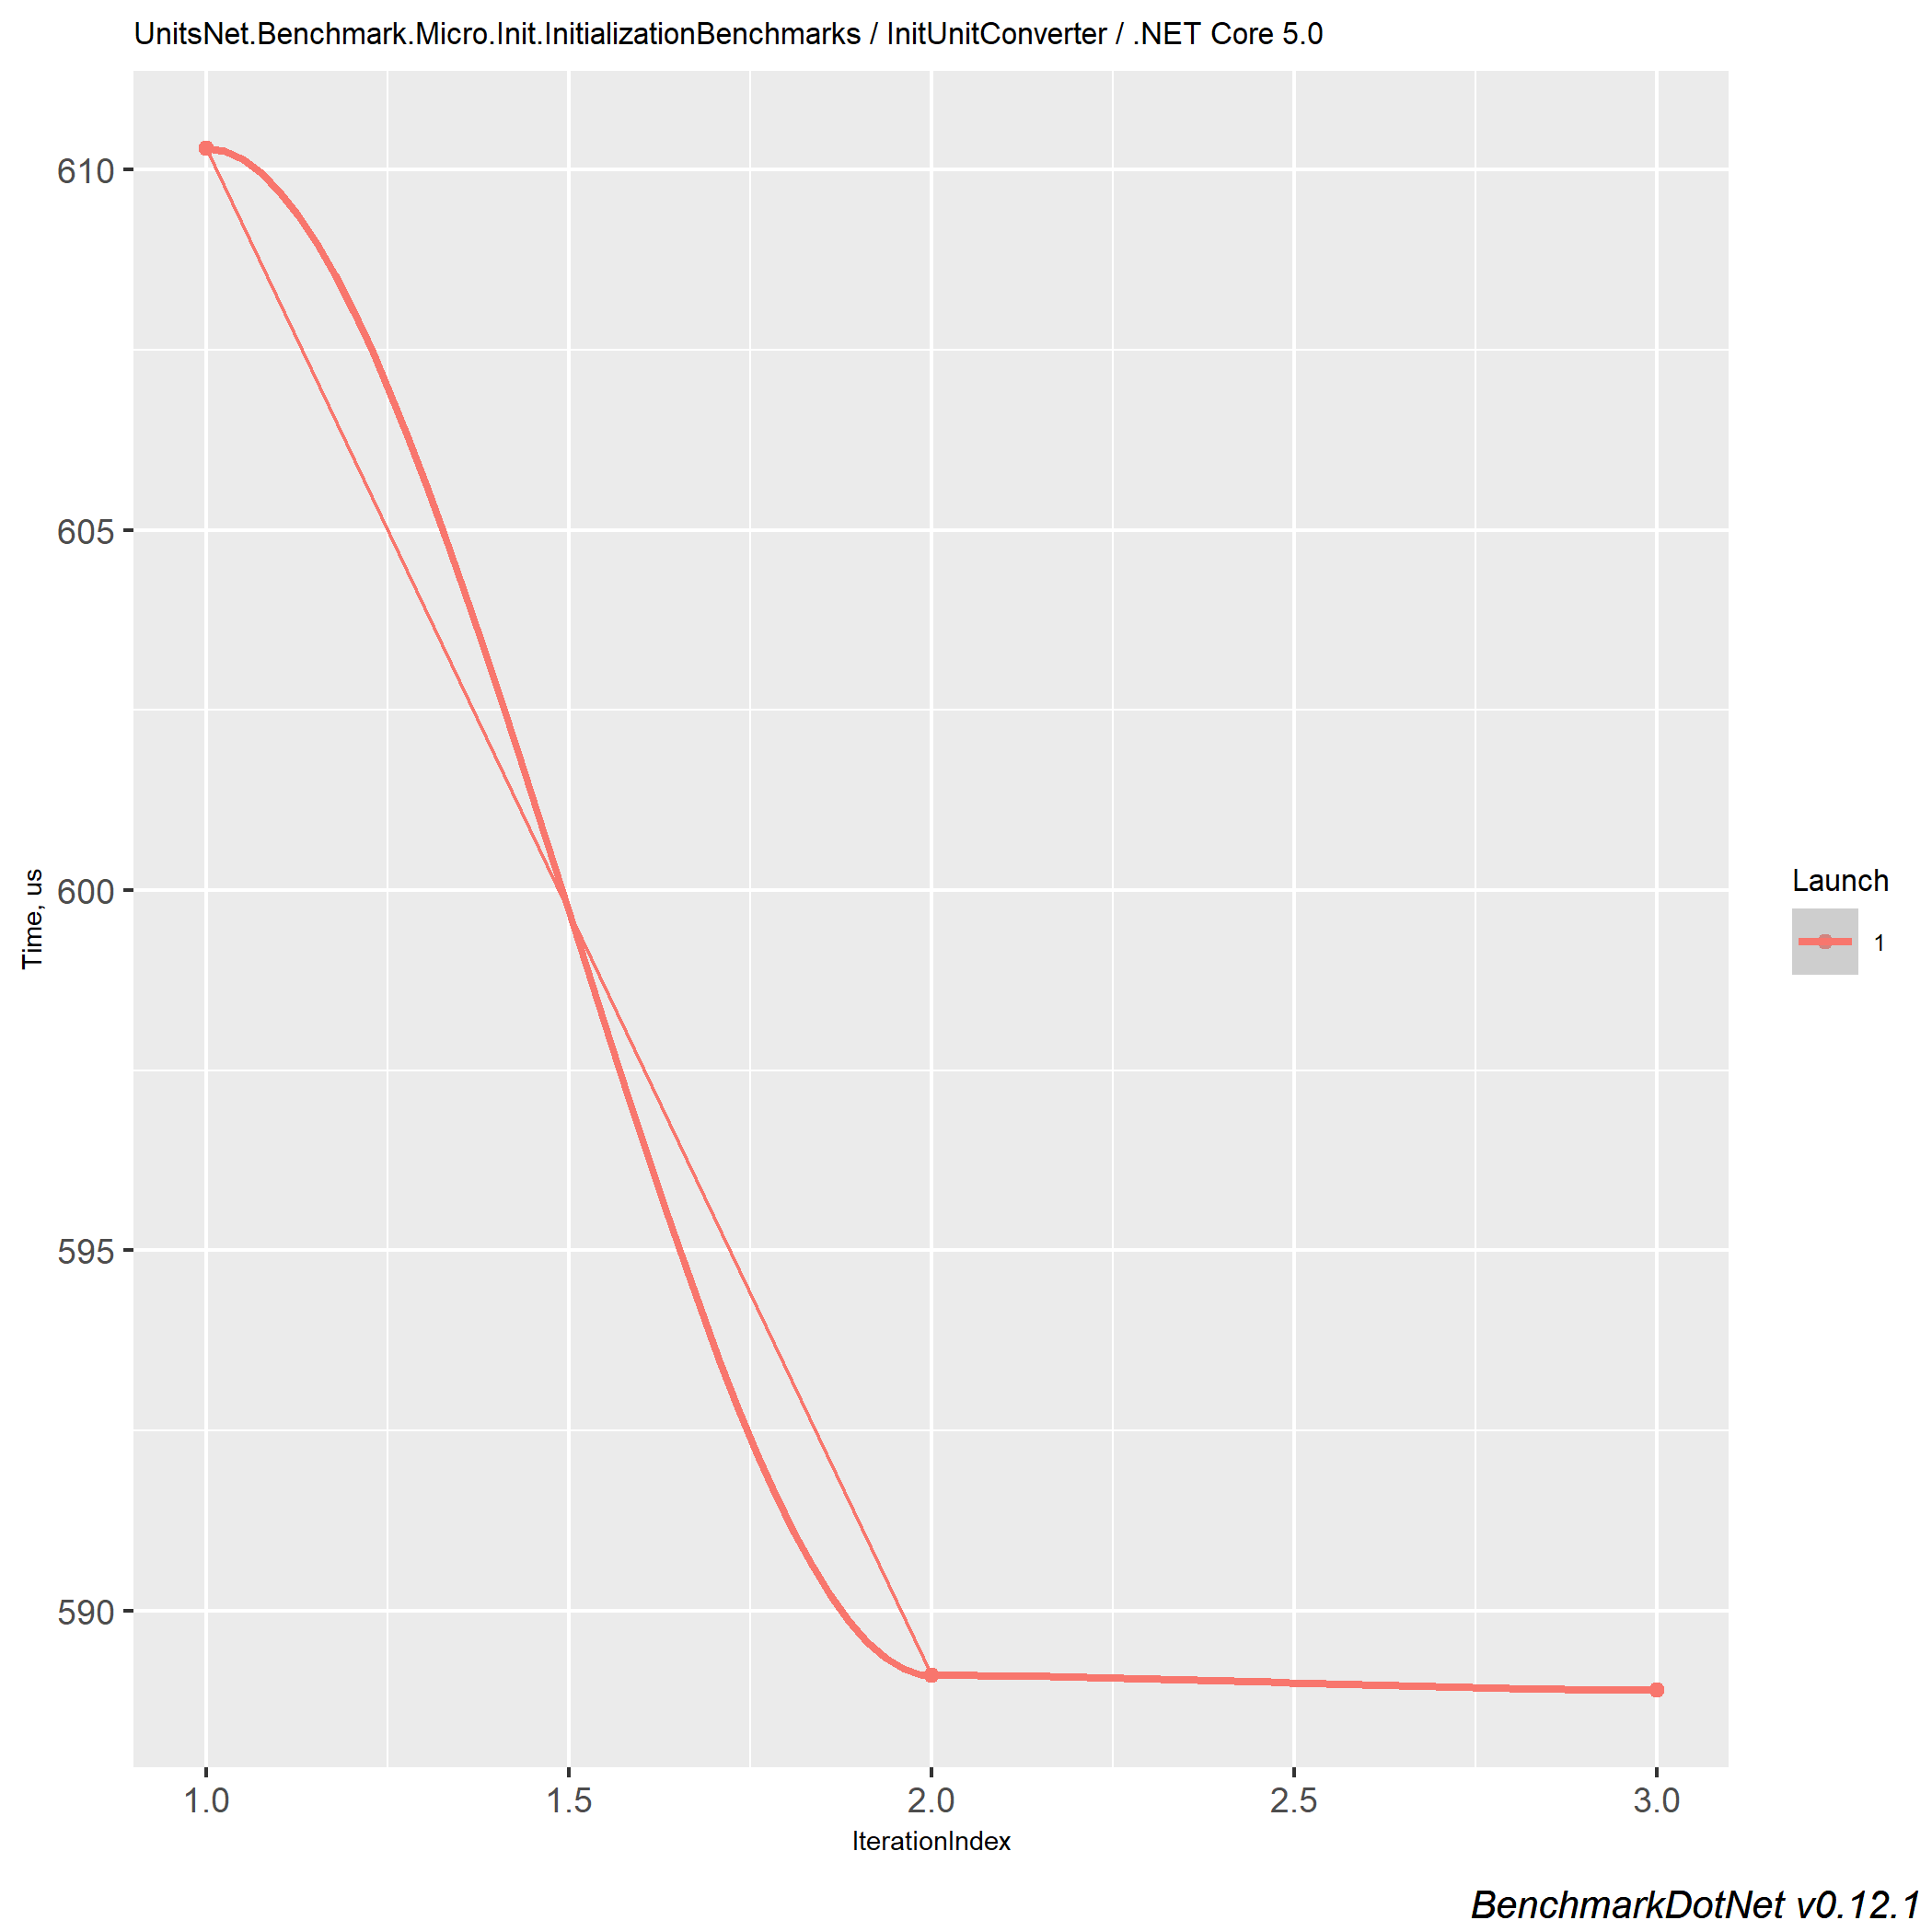 UnitsNet.Benchmark.Micro.Init.InitializationBenchmarks / InitUnitConverter / .NET Core 5.0
610
605
600
595
590
Time, us
1.0 1.5 2.0 2.5 3.0
IterationIndex
Launch
1
BenchmarkDotNet v0.12.1